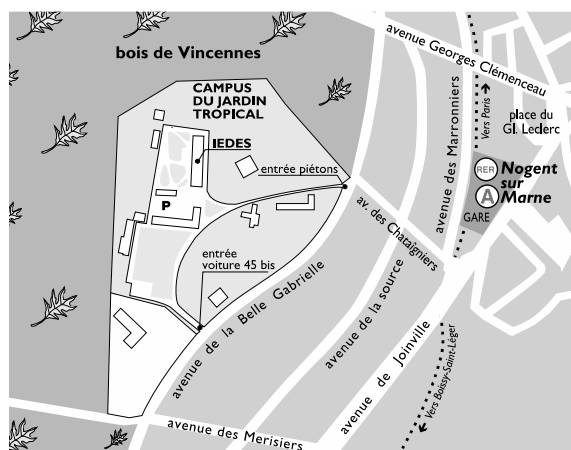 avenue Georges Clémenceau
bois de Vincennes
CAMPUS
DU JARDIN
TROPICAL
IEDES
entrée piétons
P
entrée
voiture 45 bis
avenue des Marronniers
Vers Paris
place du
Gl. Leclerc
RER
A
Nogent
sur
Marne
GARE
av. des Chataigniers
avenue de la Belle Gabrielle
avenue de la source
avenue de Joinville
Vers Boissy-Saint-Léger
avenue des Merisiers